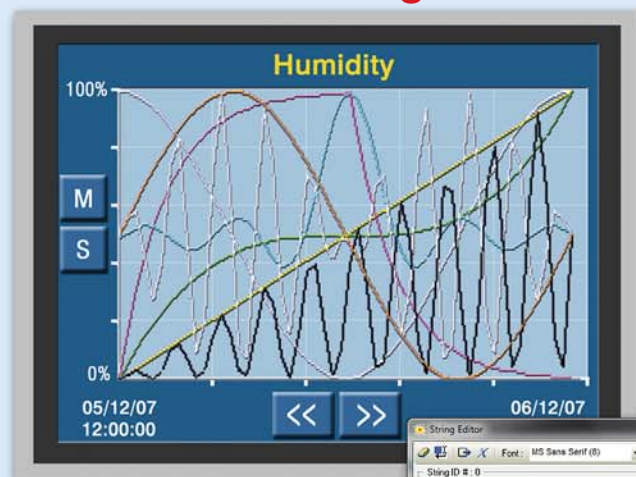 Humidity
100%
M
S
0%
05/12/07
12:00:00
<<
>>
06/12/07
String Editor
Font: MS Sans Serif (8)
String ID # : 0